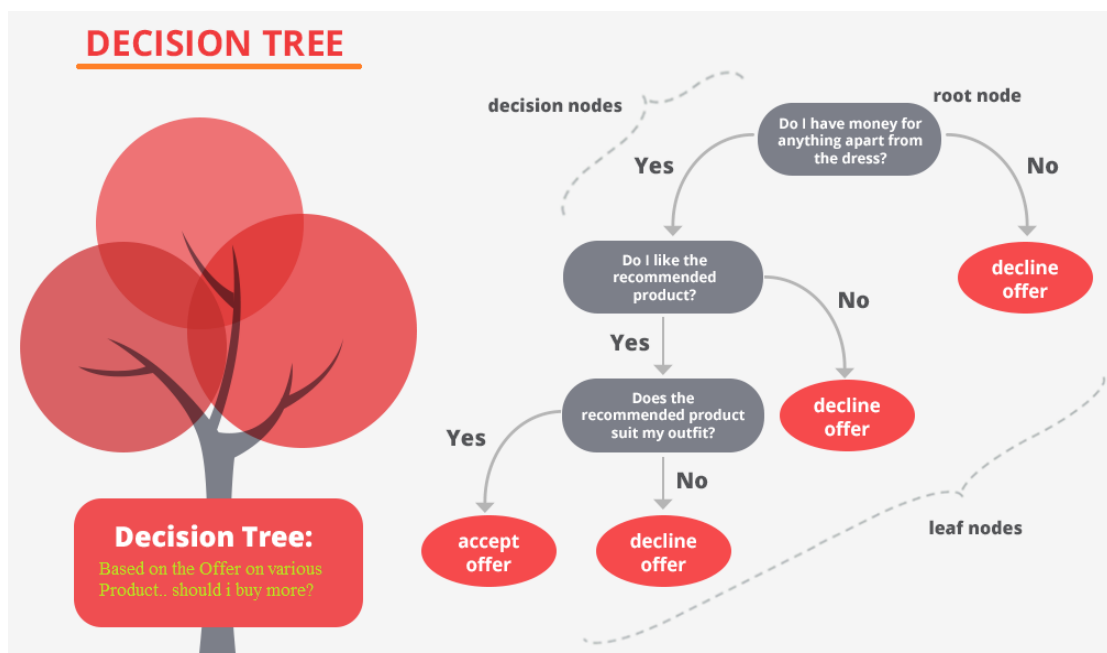 DECISION TREE
decision nodes
root node
Do I have money for
anything apart from
the dress?
Yes
No
decline
offer
Do I like the
recommended
product?
No
Yes
decline
offer
Does the
recommended product
suit my outfit?
Yes
No
accept
offer
decline
offer
leaf nodes
Decision Tree:
Based on the Offer on various
Product.. should i buy more?